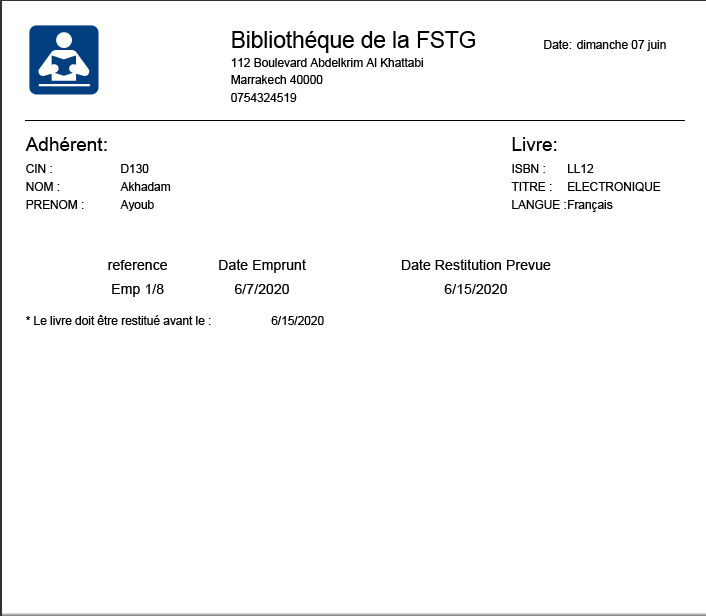 Bibliothéque de la FSTG
Date: dimanche 07 juin
112 Boulevard Abdelkrim Al Khattabi
Marrakech 40000
0754324519
Adhérent:
CIN : D130
NOM : Akhadam
PRENOM : Ayoub
Livre:
ISBN : LL12
TITRE : ELECTRONIQUE
LANGUE :Français
reference Date Emprunt Date Restitution Prevue
Emp 1/8 6/7/2020 6/15/2020
* Le livre doit être restitué avant le : 6/15/2020